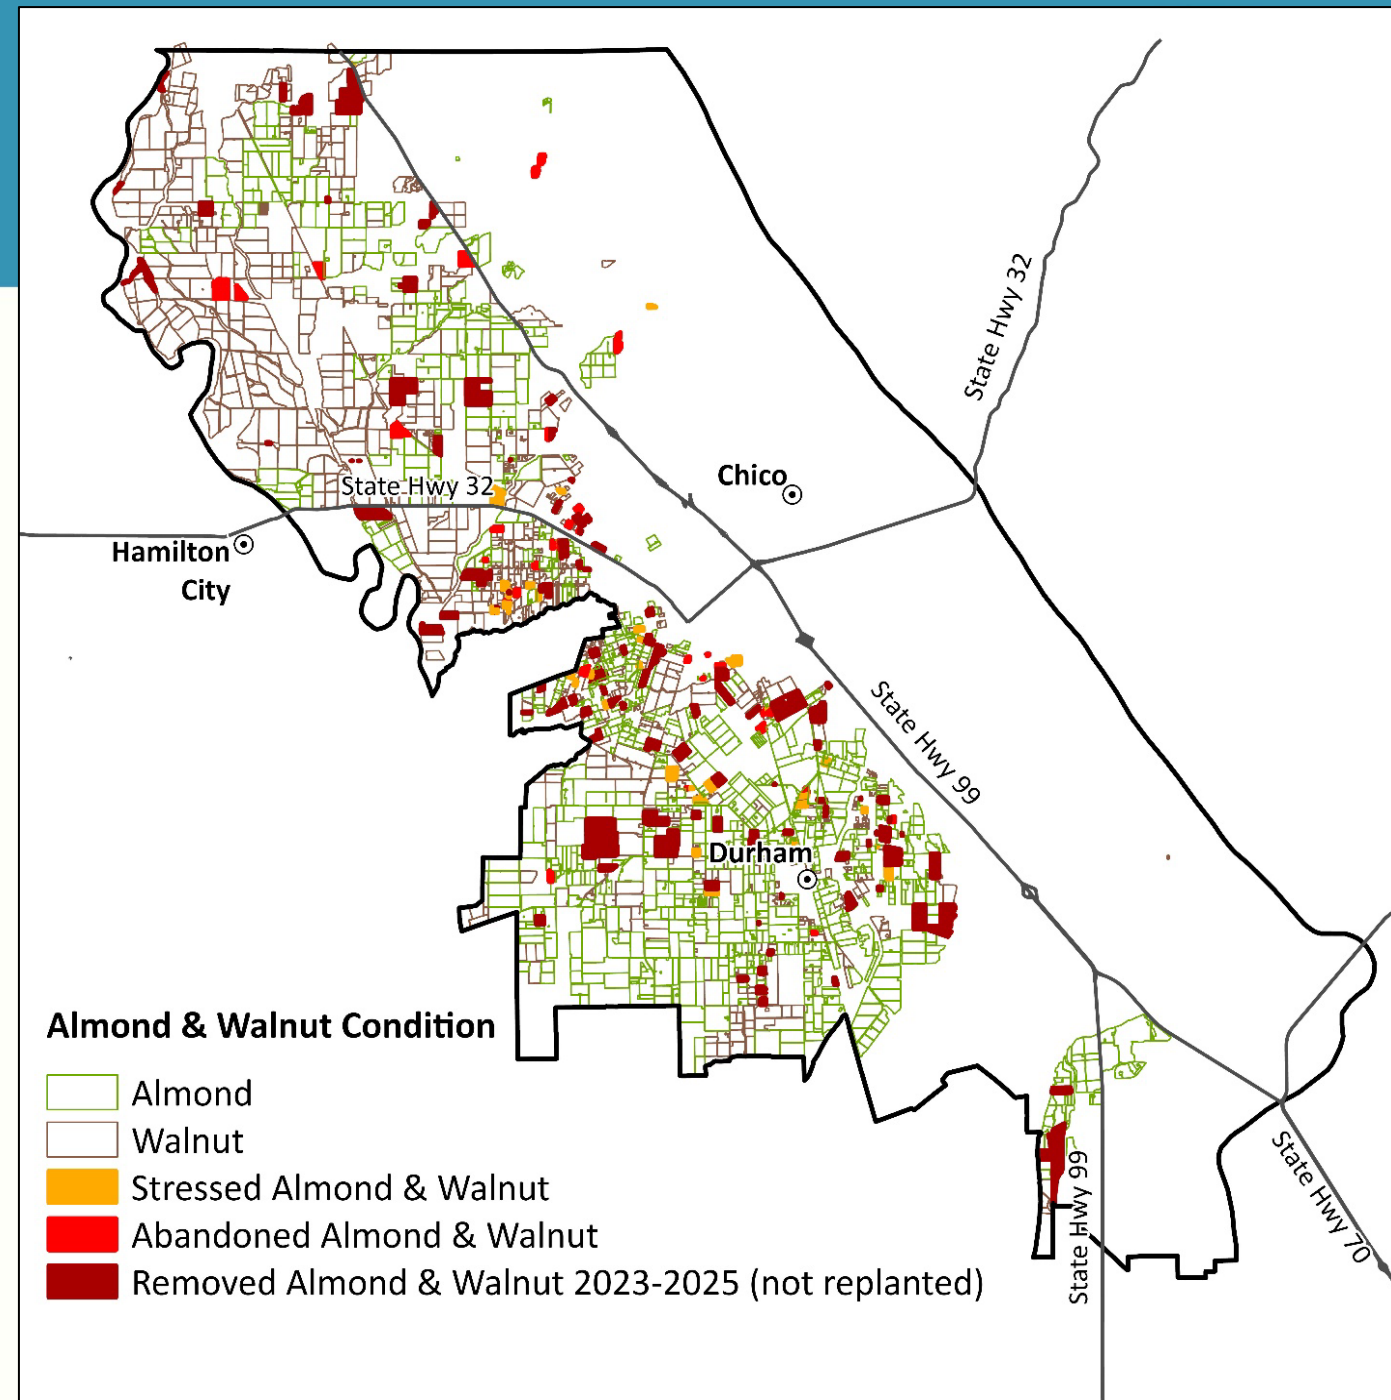 State Hwy 32
Chico
State Hwy 32
Hamilton
City
State Hwy 99
Durham
Almond & Walnut Condition
Almond
Walnut
Stressed Almond & Walnut
Abandoned Almond & Walnut
Removed Almond & Walnut 2023-2025 (not replanted)
State Hwy 99
State Hwy 70